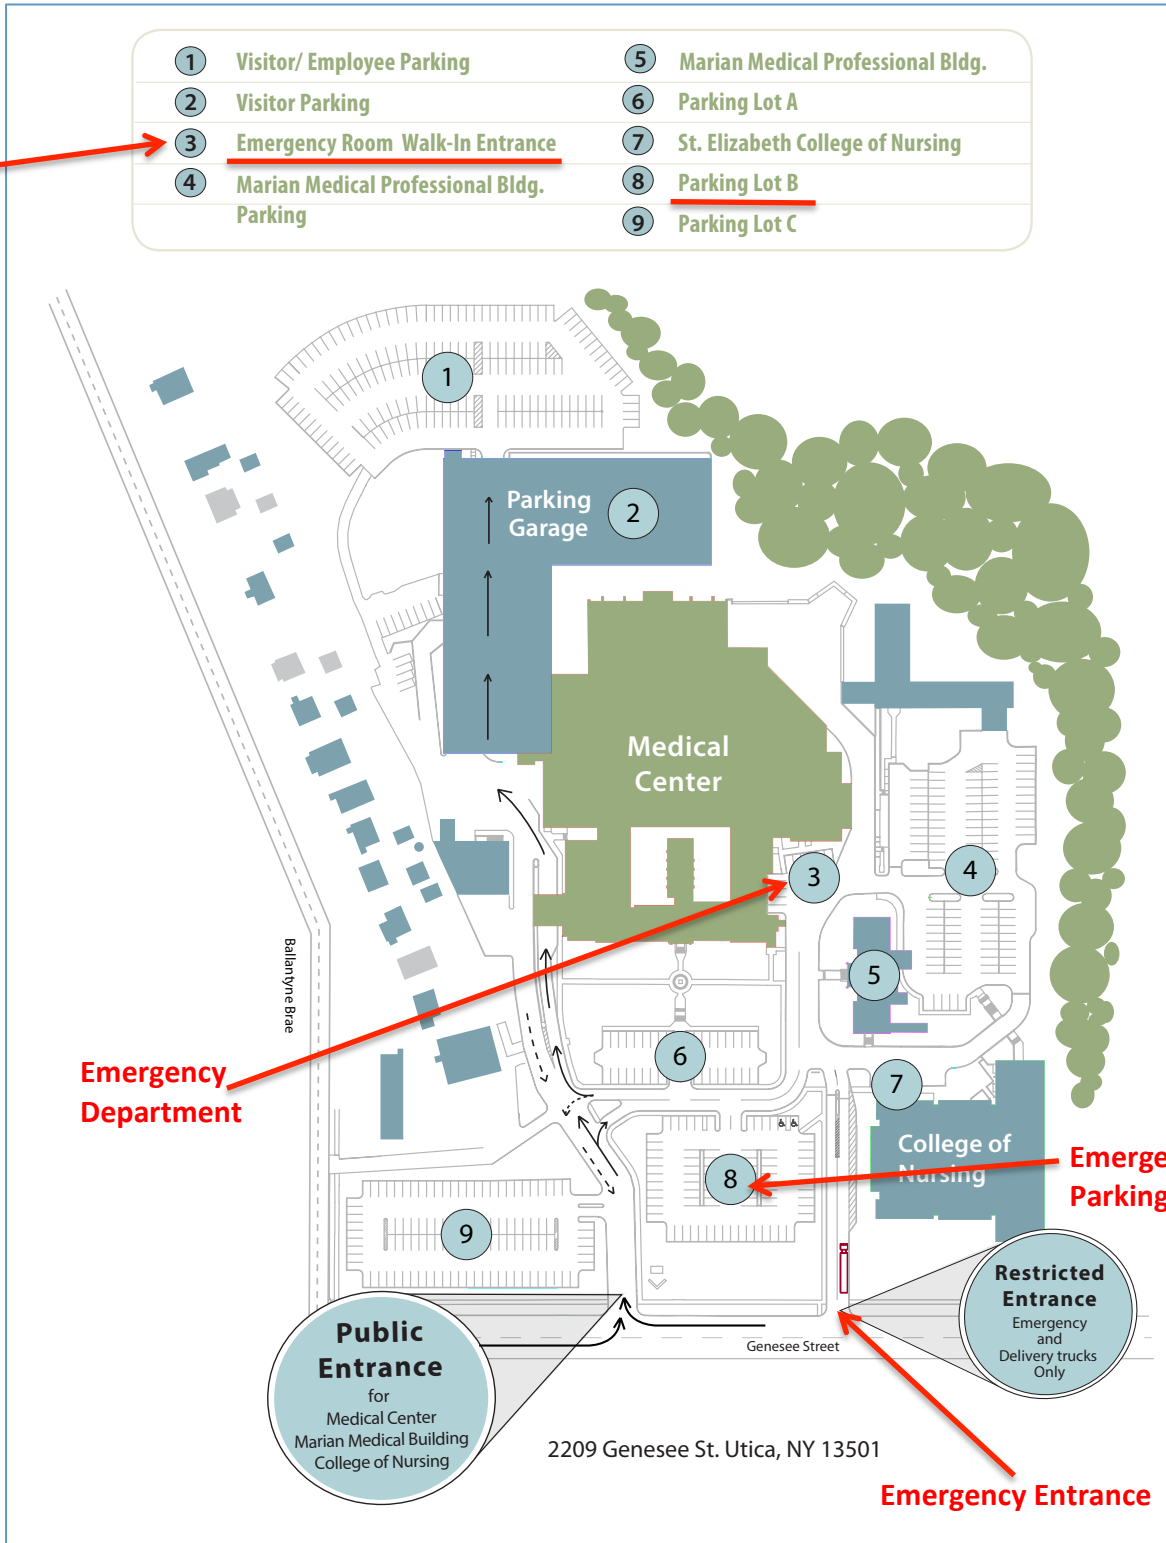 1 Visitor/ Employee Parking
2 Visitor Parking
3 Emergency Room Walk-In Entrance
4 Marian Medical Professional Bldg.
Parking
5 Marian Medical Professional Bldg.
6 Parking Lot A
7 St. Elizabeth College of Nursing
8 Parking Lot B
9 Parking Lot C
1
Parking
Garage
2
Medical
Center
3
4
5
Ballantyne Brae
6
Emergency
Department
7
College of
Nursing
8
Emerge
Parking
9
Restricted
Entrance
Emergency
and
Delivery trucks
Only
Public
Entrance
for
Medical Center
Marian Medical Building
College of Nursing
Genesee Street
2209 Genesee St. Utica, NY 13501
Emergency Entrance